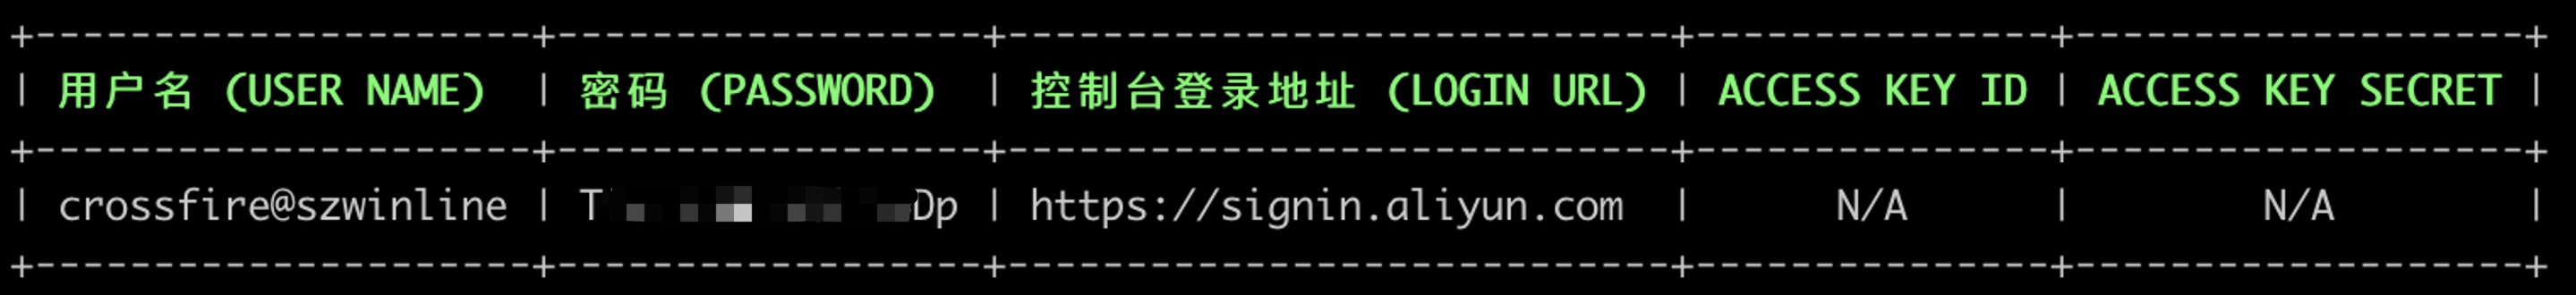 用户名 (USER NAME) | 密码 (PASSWORD) | 控制台登录地址 (LOGIN URL) | ACCESS KEY ID | ACCESS KEY SECRET
crossfire@szwinline | T Dp | https://signin.aliyun.com | N/A | N/A